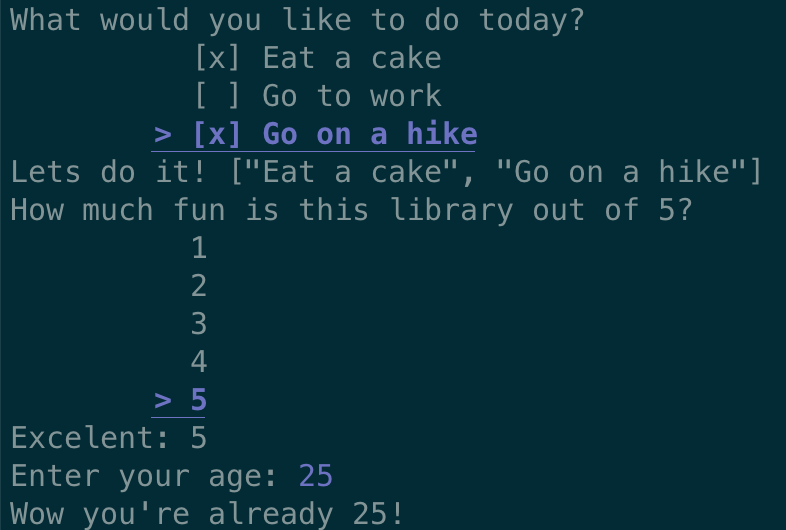 What would you like to do today?
[x] Eat a cake
[ ] Go to work
> [x] Go on a hike
Lets do it! ["Eat a cake", "Go on a hike"]
How much fun is this library out of 5?
1
2
3
4
> 5
Excelent: 5
Enter your age: 25
Wow you're already 25!